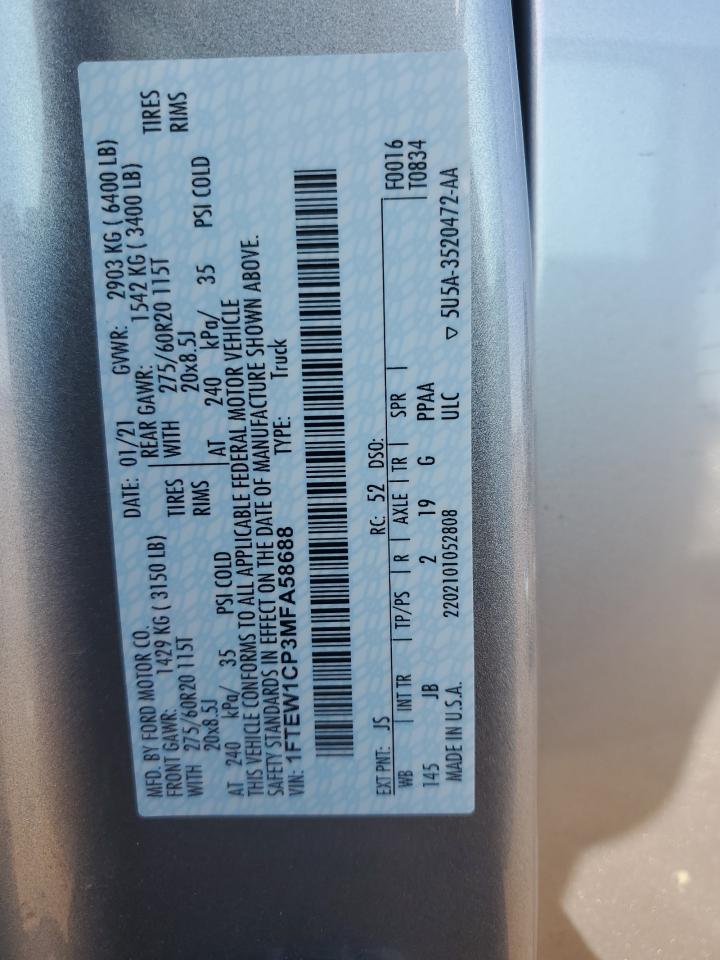 MFD. BY FORD MOTOR CO. DATE: 01/21 GVWR: 2903 KG ( 6400 LB)
FRONT GAWR: 1429 KG ( 3150 LB) REAR GAWR: 1542 KG ( 3400 LB)
WITH 275/60R20 115T TIRES WITH 275/60R20 115T TIRES
20x8.5J RIMS 20x8.5J RIMS
AT 240 kPa/ 35 PSI COLD AT 240 kPa/ 35 PSI COLD
THIS VEHICLE CONFORMS TO ALL APPLICABLE FEDERAL MOTOR VEHICLE
SAFETY STANDARDS IN EFFECT ON THE DATE OF MANUFACTURE SHOWN ABOVE.
VIN: 1FTEW1CP3MFA58688 TYPE: Truck
EXT PNT: JS RC: 52 DSO: F0016
WB INT TR TP/PS R AXLE TR SPR T0834
145 JB 2 19 G PPAA
MADE IN U.S.A. 2202101052808 ULC ▽ 5U5A-3520472-AA